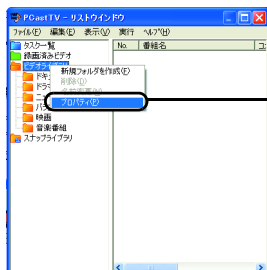 PCastTV - リストウインドウ
ファイル(F) 編集(E) 表示(V) 実行 ヘルプ(H)
タスク一覧
No. 番組名
録画済みビデオ
新規フォルダを作成(F)
削除(D)
プロパティ(P)
映画
音楽番組
スナップライブラリ